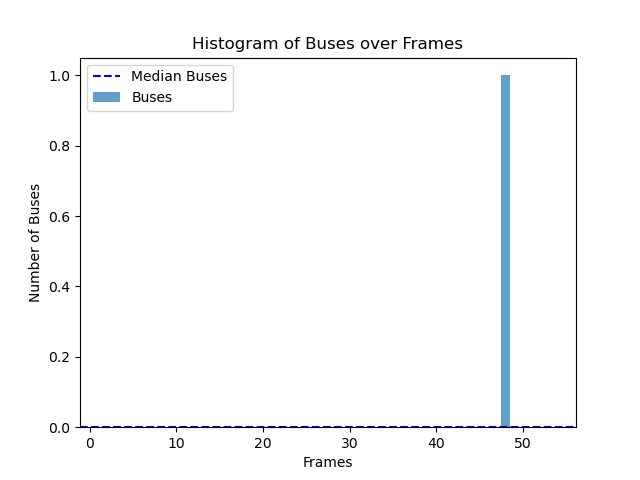 Histogram of Buses over Frames
Median Buses
Buses
1.0
0.8
0.6
0.4
0.2
0.0
Number of Buses
0 10 20 30 40 50
Frames